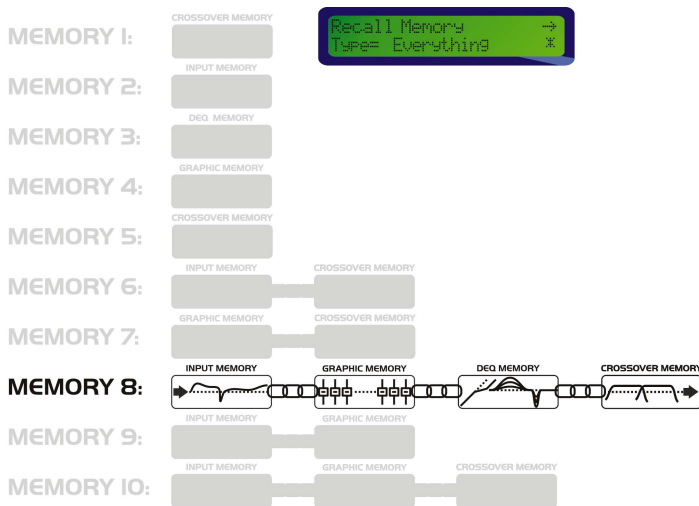 CROSSOVER MEMORY
MEMORY 1:
Recall Memory →
Type= Everything
INPUT MEMORY
MEMORY 2:
DEQ MEMORY
MEMORY 3:
GRAPHIC MEMORY
MEMORY 4:
CROSSOVER MEMORY
MEMORY 5:
INPUT MEMORY CROSSOVER MEMORY
MEMORY 6:
GRAPHIC MEMORY CROSSOVER MEMORY
MEMORY 7:
INPUT MEMORY GRAPHIC MEMORY DEQ MEMORY CROSSOVER MEMORY
MEMORY 8:
INPUT MEMORY GRAPHIC MEMORY
MEMORY 9:
INPUT MEMORY GRAPHIC MEMORY CROSSOVER MEMORY
MEMORY 10: